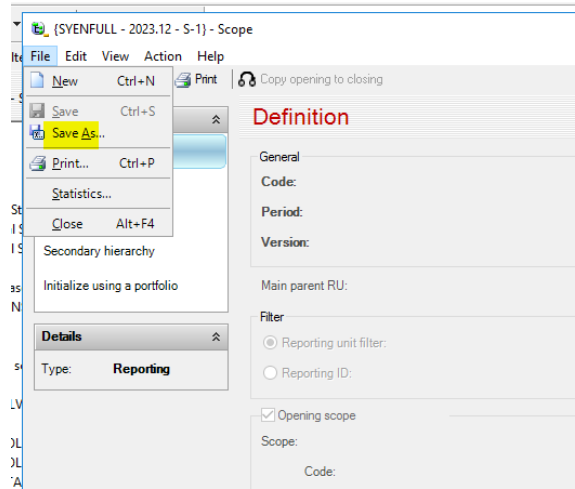 {SYENFULL - 2023.12 - S-1} - Scope
File Edit View Action Help
New Ctrl+N Print Copy opening to closing
Save Ctrl+S
Save As...
Print... Ctrl+P
Statistics...
Close Alt+F4
Secondary hierarchy
Initialize using a portfolio
Details
Type: Reporting
Definition
General
Code:
Period:
Version:
Main parent RU:
Filter
Reporting unit filter:
Reporting ID:
Opening scope
Scope:
Code: